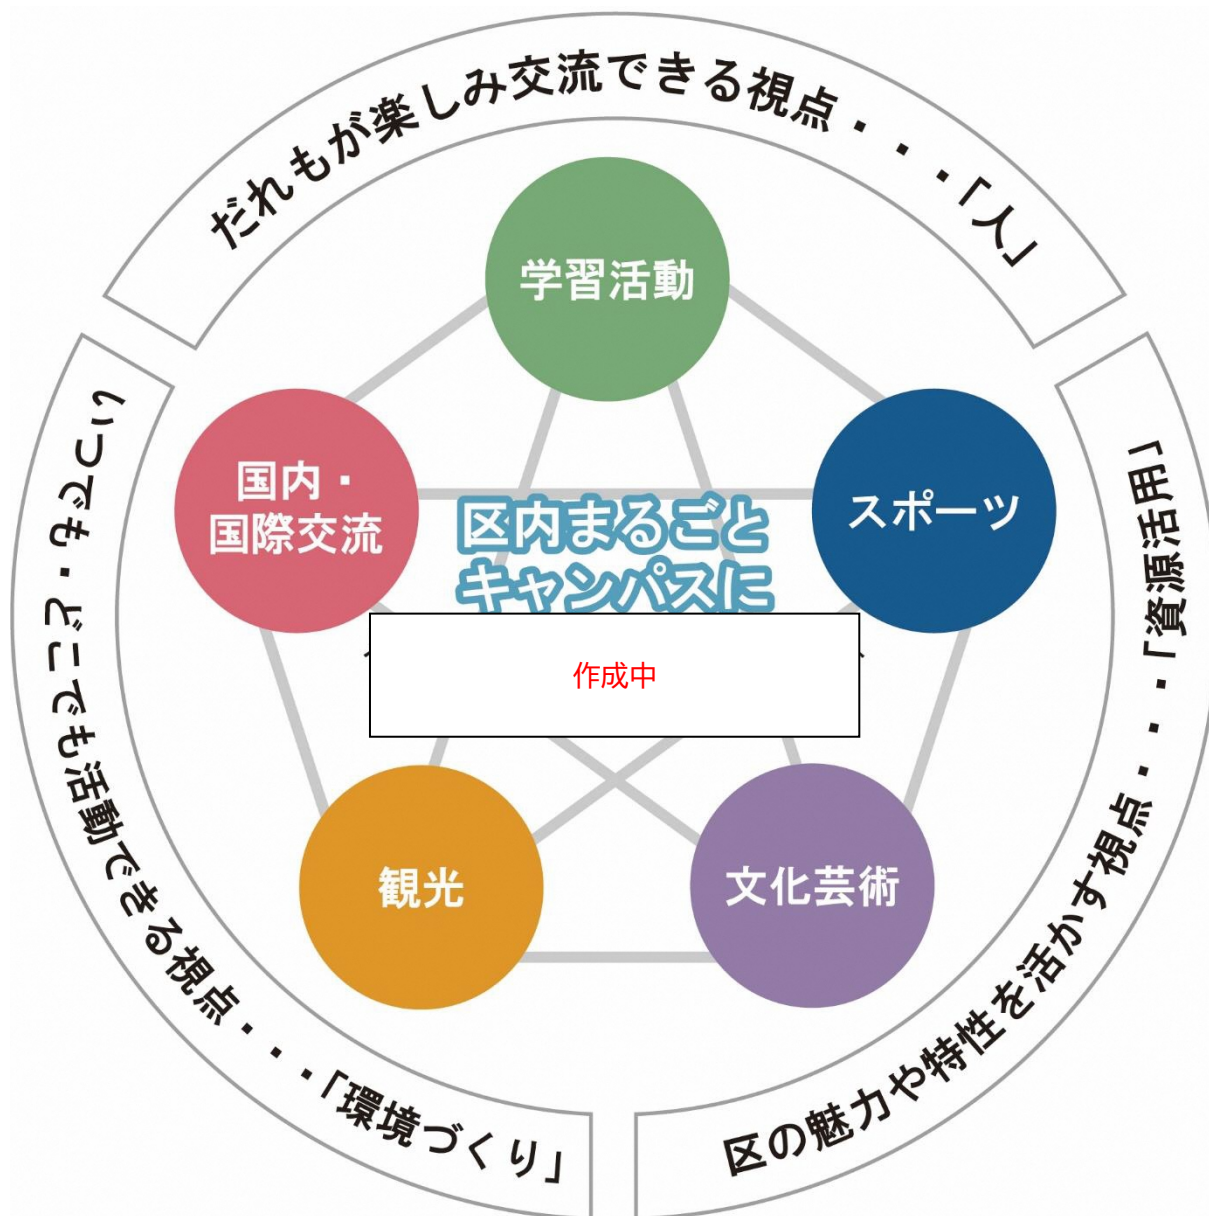 だれもが楽しみ交流できる視点・・・「人」
学習活動
国内・
国際交流
スポーツ
区内まるごと
キャンパスに
作成中
観光
文化芸術
いつでも・どこでも活動できる視点・・・「環境づくり」
区の魅力や特性を活かす視点・・・「資源活用」